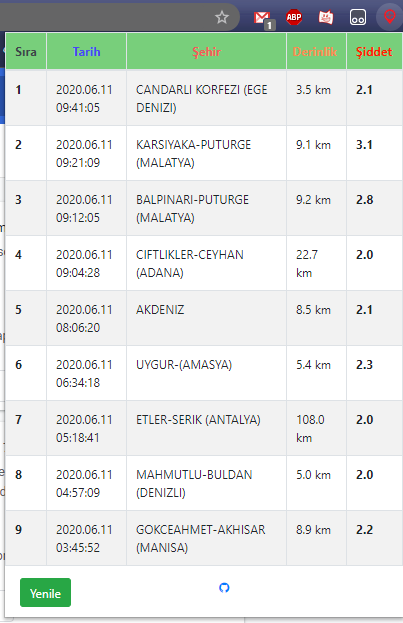 1
ABP
Sıra Tarih Şehir Derinlik Şiddet
1 2020.06.11 CANDARLI KORFEZI (EGE 3.5 km 2.1
09:41:05 DENIZI)
2 2020.06.11 KARSIYAKA-PUTURGE 9.1 km 3.1
09:21:09 (MALATYA)
3 2020.06.11 BALPINARI-PUTURGE 9.2 km 2.8
09:12:05 (MALATYA)
4 2020.06.11 CIFTLIKLER-CEYHAN 22.7 2.0
09:04:28 (ADANA) km
5 2020.06.11 AKDENIZ 8.5 km 2.1
08:06:20
6 2020.06.11 UYGUR-(AMASYA) 5.4 km 2.3
06:34:18
7 2020.06.11 ETLER-SERIK (ANTALYA) 108.0 2.0
05:18:41 km
8 2020.06.11 MAHMUTLU-BULDAN 5.0 km 2.0
04:57:09 (DENIZLI)
9 2020.06.11 GOKCEAHMET-AKHISAR 8.9 km 2.2
03:45:52 (MANISA)
Yenile